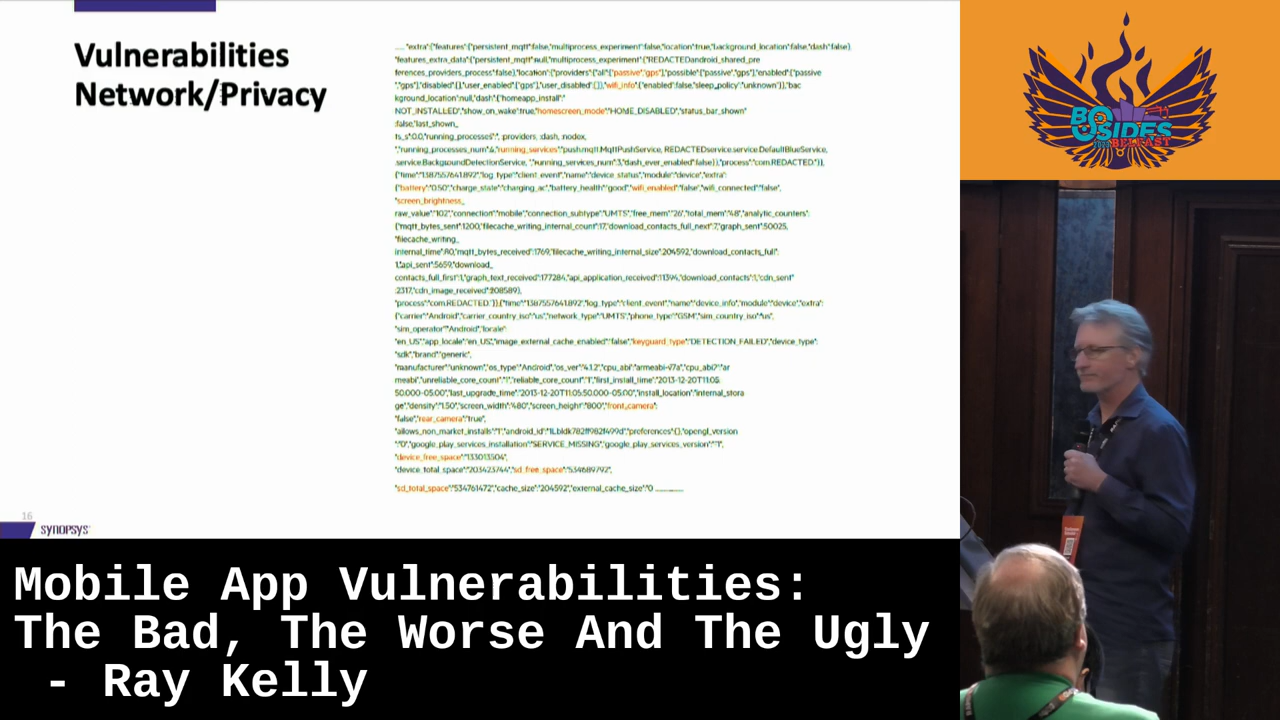 Vulnerabilities
Network/Privacy
..... "extra":{"features":{"persistent_mqtt":false,"multiprocess_experiment":false,"location":true,"background_location":false,"dash":false},
"features_extra_data":{"persistent_mqtt":null,"multiprocess_experiment":{"REDACTEDandroid_shared_pre
ferences_providers_process":false},"location":{"providers":{"all":["passive","gps"],"possible":["passive","gps"],"enabled":["passive
","gps"],"disabled":[],"user_enabled":["gps"],"user_disabled":[]},"wifi_info":{"enabled":false,"sleep_policy":"unknown"}},"bac
kground_location":null,"dash":{"homeapp_install":"
NOT_INSTALLED","show_on_wake":true,"homescreen_mode":"HOME_DISABLED","status_bar_shown"
:false,"last_shown_
ts_s":0.0,"running_processes":", :providers, :dash, :nodex,
","running_processes_num":4,"running_services":"push.mqtt.MqttPushService, REDACTEDservice.service.DefaultBlueService,
.service.BackgroundDetectionService, ","running_services_num":3,"dash_ever_enabled":false}},"process":"com.REDACTED."}},
{"time":"1387557641.892","log_type":"client_event","name":"device_status","module":"device","extra":
{"battery":"0.50","charge_state":"charging_ac","battery_health":"good","wifi_enabled":"false","wifi_connected":"false",
"screen_brightness_
raw_value":"102","connection":"mobile","connection_subtype":"UMTS","free_mem":"26","total_mem":"48","analytic_counters":
{"mqtt_bytes_sent":1200,"filecache_writing_internal_count":17,"download_contacts_full_next":7,"graph_sent":50025,
"filecache_writing_
internal_time":80,"mqtt_bytes_received":1769,"filecache_writing_internal_size":204592,"download_contacts_full":
1,"api_sent":5659,"download_
contacts_full_first":1,"graph_text_received":177284,"api_application_received":11394,"download_contacts":1,"cdn_sent"
:2317,"cdn_image_received":208589},
"process":"com.REDACTED."}},{"time":"1387557641.892","log_type":"client_event","name":"device_info","module":"device","extra":
{"carrier":"Android","carrier_country_iso":"us","network_type":"UMTS","phone_type":"GSM","sim_country_iso":"us",
"sim_operator":"Android","locale":
"en_US","app_locale":"en_US","image_external_cache_enabled":"false","keyguard_type":"DETECTION_FAILED","device_type":
"sdk","brand":"generic",
"manufacturer":"unknown","os_type":"Android","os_ver":"4.1.2","cpu_abi":"armeabi-v7a","cpu_abi2":"ar
meabi","unreliable_core_count":"1","reliable_core_count":"1","first_install_time":"2013-12-20T11:05:
50.000-05:00","last_upgrade_time":"2013-12-20T11:05:50.000-05:00","install_location":"internal_stora
ge","density":"1.50","screen_width":"480","screen_height":"800","front_camera":
"false","rear_camera":"true",
"allows_non_market_installs":"1","preferences":{},"opengl_version
":"0","google_play_services_installation":"SERVICE_MISSING","google_play_services_version":"-1",
"device_free_space":"133013504",
"device_total_space":"203423744","sd_free_space":"534689792",
"sd_total_space":"534761472","cache_size":"204592","external_cache_size":"0 ..............
16
SYNOPSYS
BSIDES
BELFAST
Mobile App Vulnerabilities:
The Bad, The Worse And The Ugly
- Ray Kelly